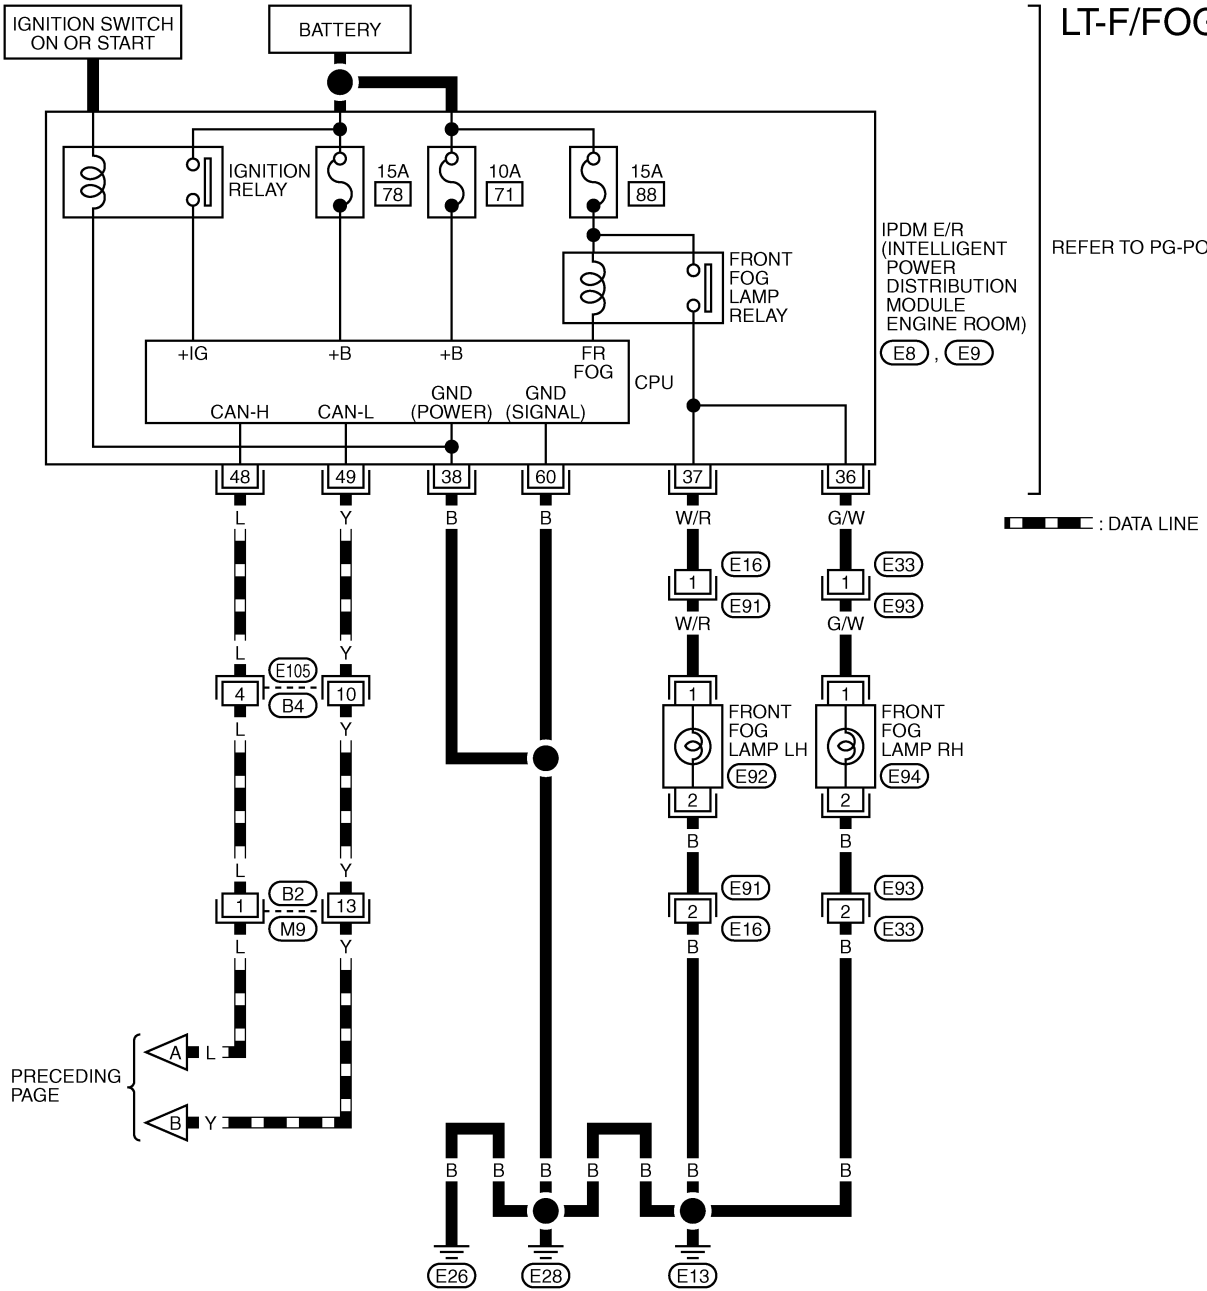 IGNITION SWITCH
ON OR START
BATTERY
LT-F/FOG
IGNITION
RELAY
15A
78
10A
71
15A
88
IPDM E/R
(INTELLIGENT
POWER
DISTRIBUTION
MODULE
ENGINE ROOM)
E8 , E9
REFER TO PG-PO
FRONT
FOG
LAMP
RELAY
+IG
+B
+B
FR
FOG
CPU
CAN-H
CAN-L
GND
(POWER)
GND
(SIGNAL)
48
49
38
60
37
36
L
Y
B
B
W/R
G/W
: DATA LINE
1
E16
E91
1
E33
E93
W/R
G/W
L
Y
4
E105
B4
10
1
1
L
Y
FRONT
FOG
LAMP LH
E92
FRONT
FOG
LAMP RH
E94
2
2
B
B
L
Y
1
B2
M9
13
2
E91
E16
2
E93
E33
L
Y
B
B
PRECEDING
PAGE
A
L
B
Y
B
B
B
B
B
B
B
E26
E28
E13